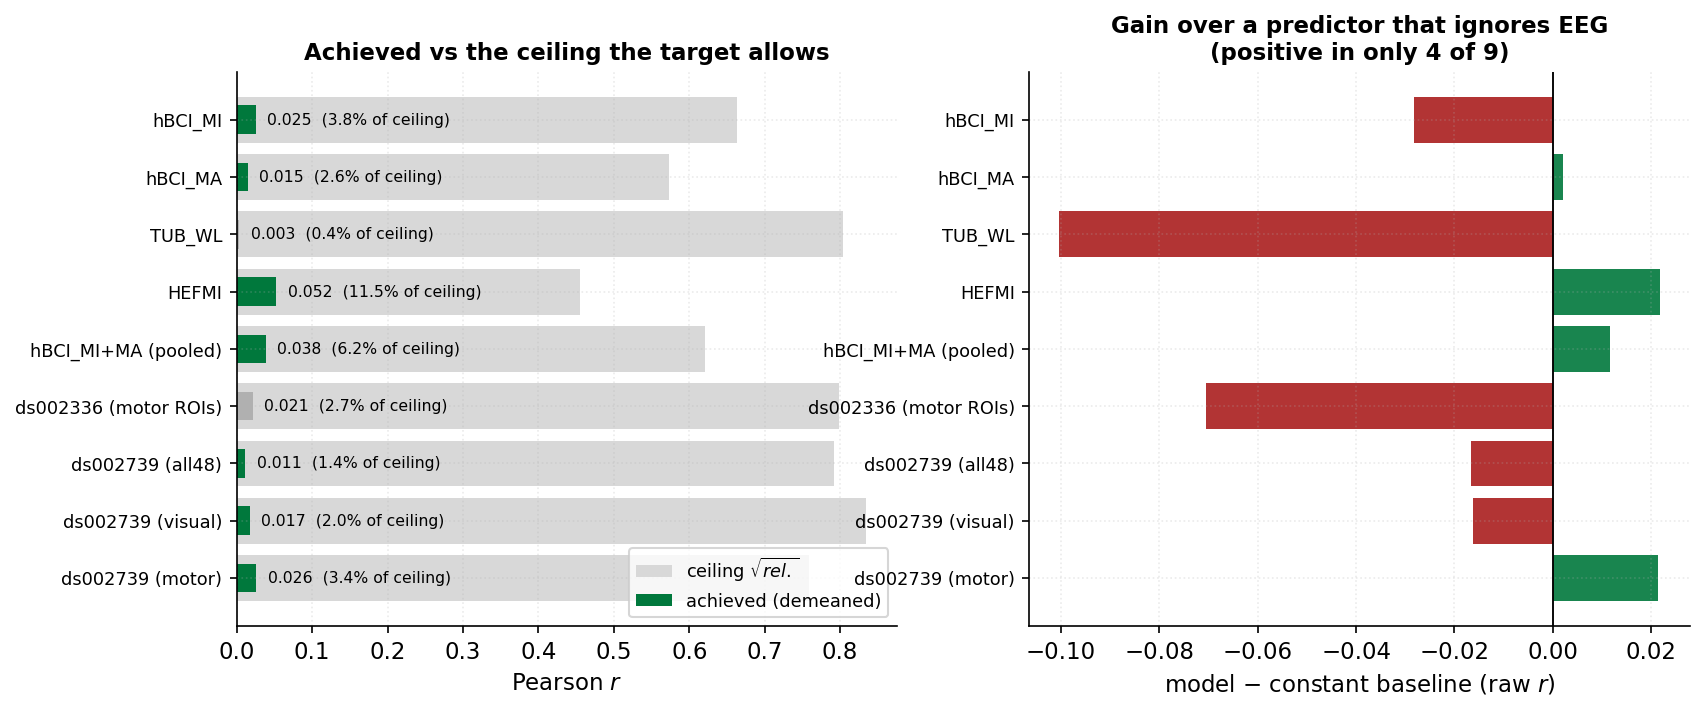 Achieved vs the ceiling the target allows
hBCI_MI
0.025 (3.8% of ceiling)
hBCI_MA
0.015 (2.6% of ceiling)
TUB_WL
0.003 (0.4% of ceiling)
HEFMI
0.052 (11.5% of ceiling)
hBCI_MI+MA (pooled)
0.038 (6.2% of ceiling)
ds002336 (motor ROIs)
0.021 (2.7% of ceiling)
ds002739 (all48)
0.011 (1.4% of ceiling)
ds002739 (visual)
0.017 (2.0% of ceiling)
ds002739 (motor)
0.026 (3.4% of ceiling)
ceiling √rel.
achieved (demeaned)
0.0 0.1 0.2 0.3 0.4 0.5 0.6 0.7 0.8
Pearson r
Gain over a predictor that ignores EEG
(positive in only 4 of 9)
hBCI_MI
hBCI_MA
TUB_WL
HEFMI
hBCI_MI+MA (pooled)
ds002336 (motor ROIs)
ds002739 (all48)
ds002739 (visual)
ds002739 (motor)
−0.10 −0.08 −0.06 −0.04 −0.02 0.00 0.02
model − constant baseline (raw r)